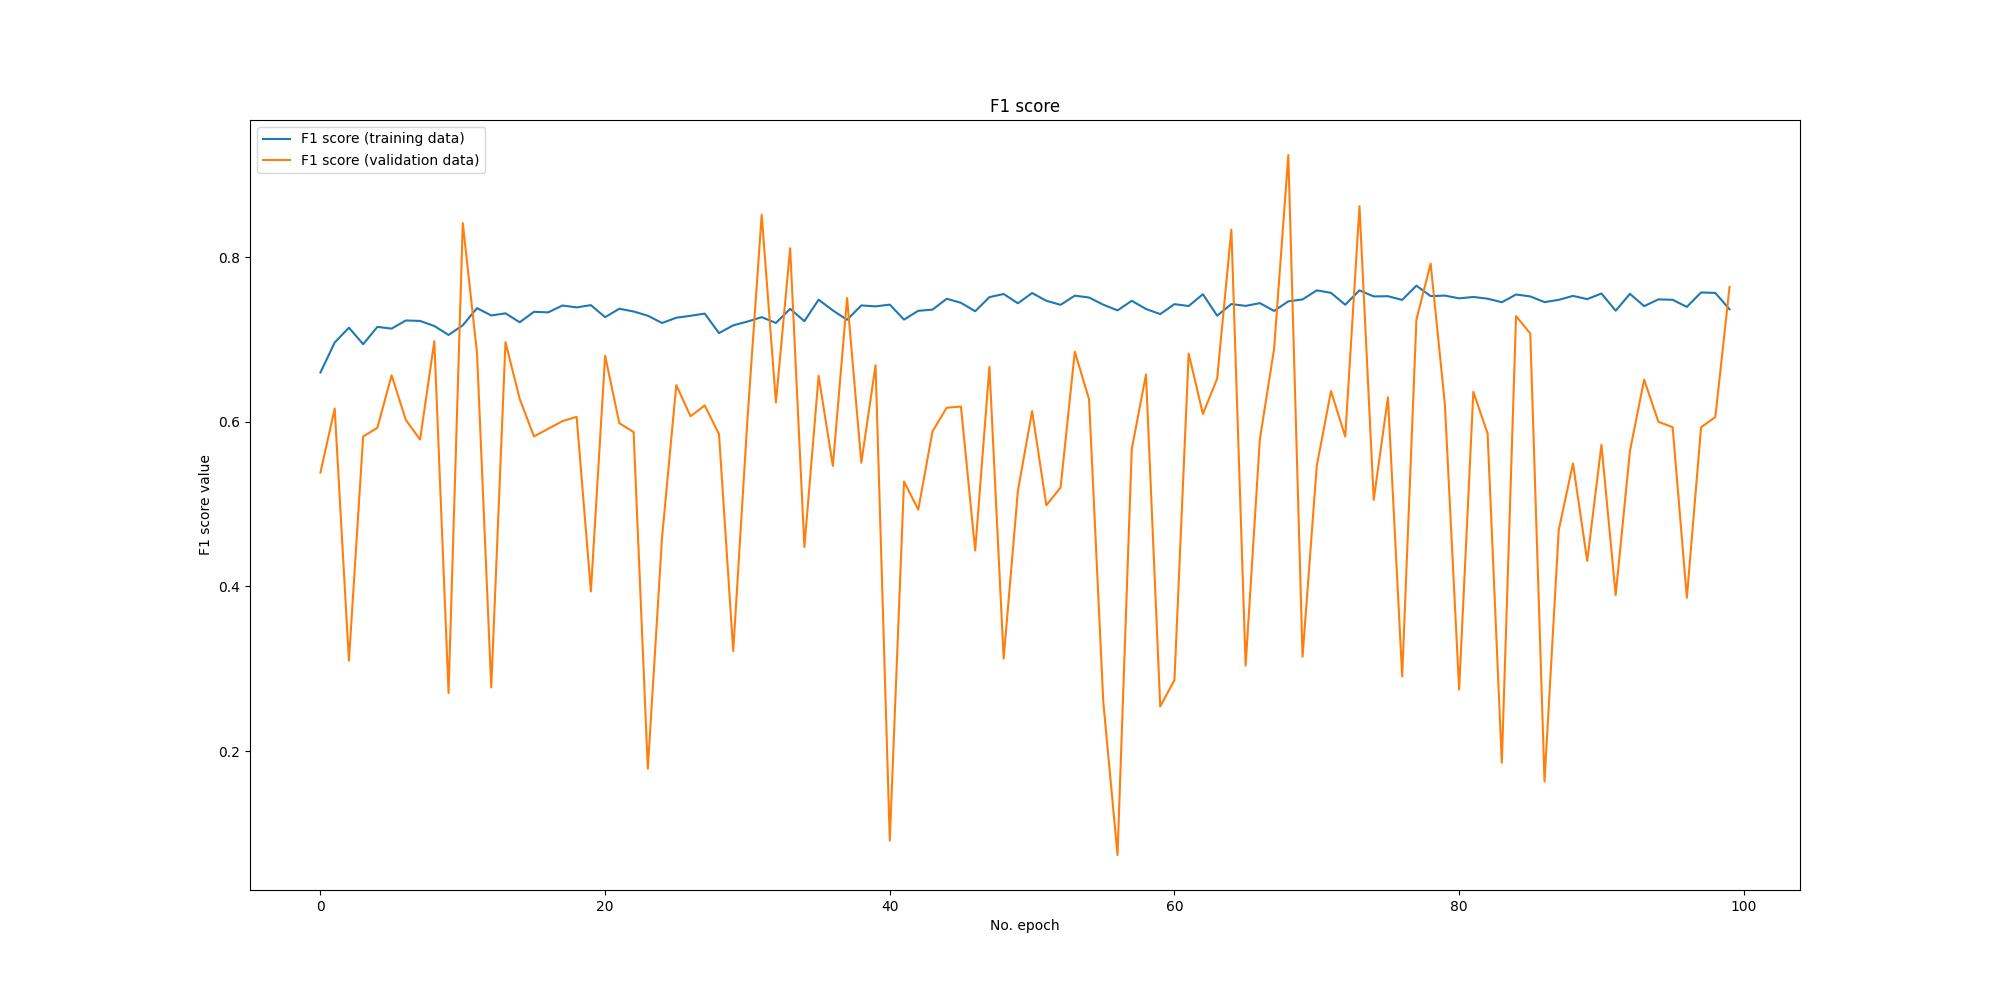 F1 score
F1 score (training data)
F1 score (validation data)
F1 score value
0.8
0.6
0.4
0.2
0 20 40 60 80 100
No. epoch